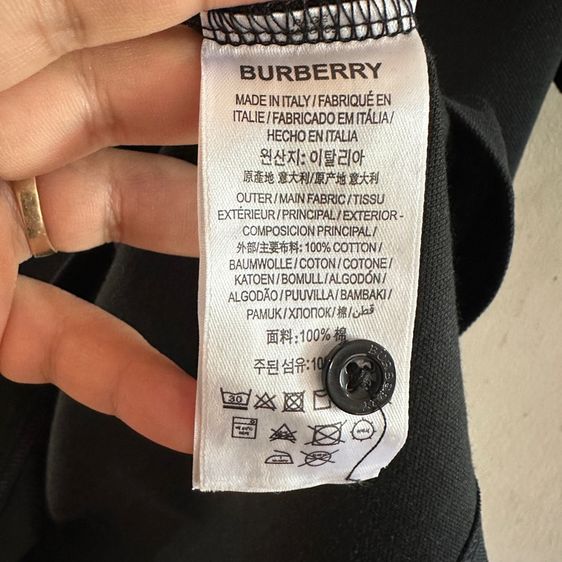 BURBERRY
MADE IN ITALY / FABRIQUÉ EN
ITALIE / FABRICADO EM ITÁLIA /
HECHO EN ITALIA
원산지: 이탈리아
原產地 意大利/原产地 意大利
OUTER / MAIN FABRIC / TISSU
EXTÉRIEUR / PRINCIPAL / EXTERIOR -
COMPOSICION PRINCIPAL /
外部/主要布料: 100% COTTON /
BAUMWOLLE / COTON / COTONE /
KATOEN / BOMULL / ALGODÓN /
ALGODÃO / PUUVILLA / BAMBAKI /
PAMUK / ХЛОПОК / 棉 / قطن /
面料: 100% 棉
주된 섬유: 10
30